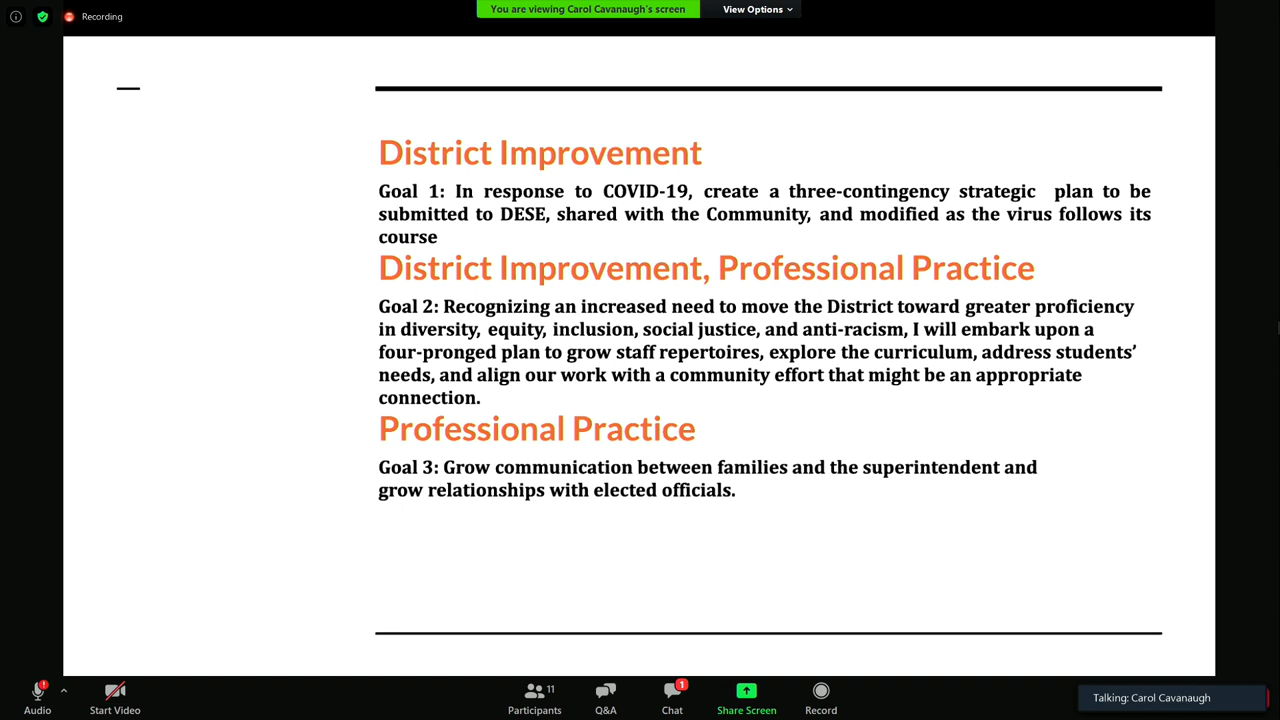 Recording
You are viewing Carol Cavanaugh's screen
View Options
District Improvement
Goal 1: In response to COVID-19, create a three-contingency strategic plan to be
submitted to DESE, shared with the Community, and modified as the virus follows its
course
District Improvement, Professional Practice
Goal 2: Recognizing an increased need to move the District toward greater proficiency
in diversity, equity, inclusion, social justice, and anti-racism, I will embark upon a
four-pronged plan to grow staff repertoires, explore the curriculum, address students’
needs, and align our work with a community effort that might be an appropriate
connection.
Professional Practice
Goal 3: Grow communication between families and the superintendent and
grow relationships with elected officials.
Audio
Start Video
11
Participants
Q&A
1
Chat
Share Screen
Record
Talking: Carol Cavanaugh